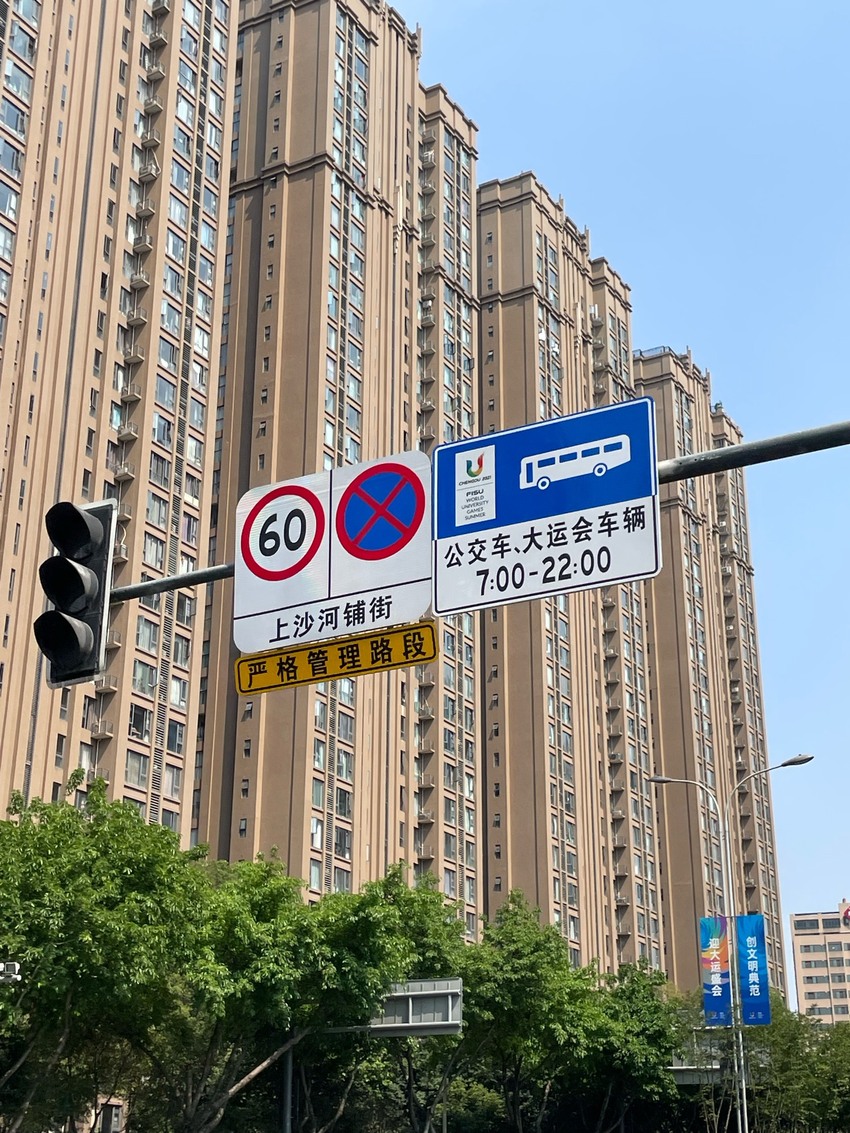 60
上沙河铺街
严格管理路段
CHENGDU 2021
FISU
WORLD
UNIVERSITY
GAMES
SUMMER
公交车、大运会车辆
7:00-22:00
迎大运盛会
创文明典范